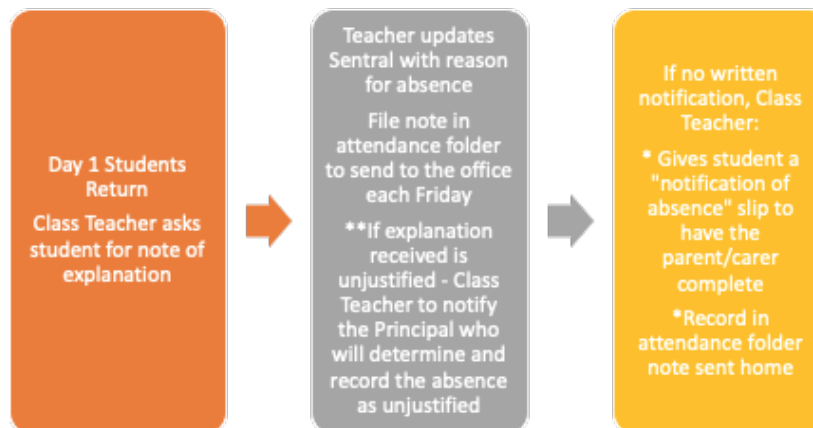 Day 1 Students
Return
Class Teacher asks
student for note of
explanation
Teacher updates
Sentral with reason
for absence
File note in
attendance folder
to send to the office
each Friday
**If explanation
received is
unjustified - Class
Teacher to notify
the Principal who
will determine and
record the absence
as unjustified
If no written
notification, Class
Teacher:
* Gives student a
"notification of
absence" slip to
have the
parent/carer
complete
*Record in
attendance folder
note sent home